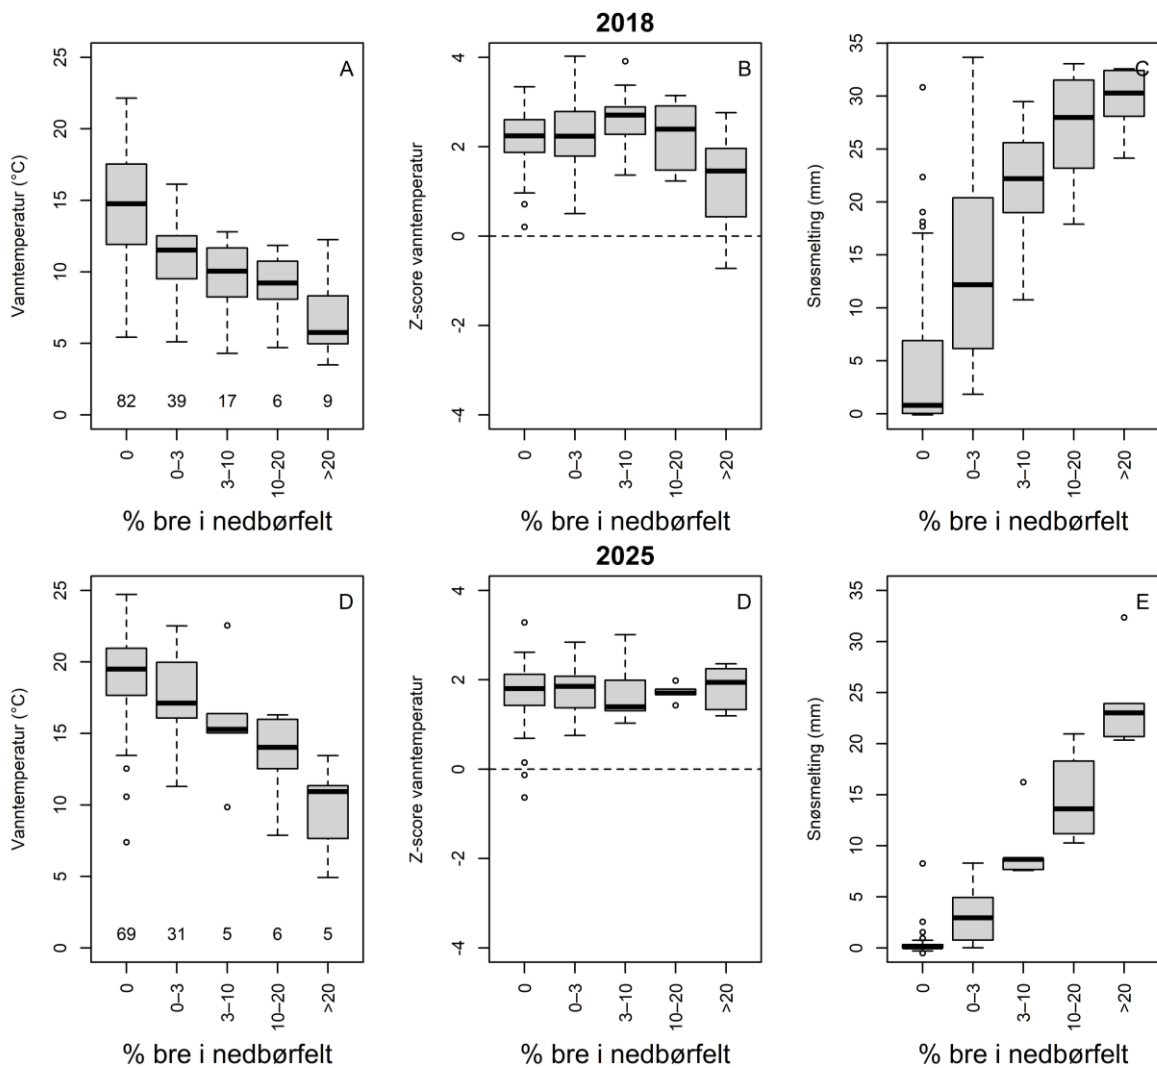 2018
A
B
C
Vanntemperatur (°C)
25
20
15
10
5
0
82 39 17 6 9
0 0–3 3–10 10–20 >20
% bre i nedbørfelt
Z-score vanntemperatur
4
2
0
-2
-4
0 0–3 3–10 10–20 >20
% bre i nedbørfelt
Snøsmelting (mm)
35
30
25
20
15
10
5
0
0 0–3 3–10 10–20 >20
% bre i nedbørfelt
2025
D
D
E
Vanntemperatur (°C)
25
20
15
10
5
0
69 31 5 6 5
0 0–3 3–10 10–20 >20
% bre i nedbørfelt
Z-score vanntemperatur
4
2
0
-2
-4
0 0–3 3–10 10–20 >20
% bre i nedbørfelt
Snøsmelting (mm)
35
30
25
20
15
10
5
0
0 0–3 3–10 10–20 >20
% bre i nedbørfelt